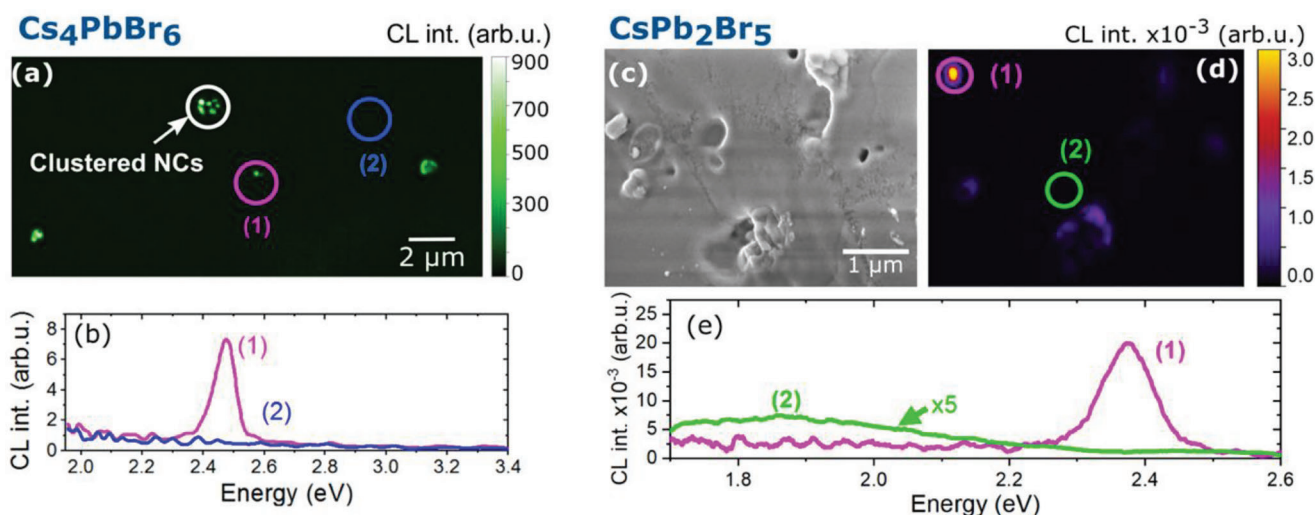 Cs₄PbBr₆
CL int. (arb.u.)
CsPb₂Br₅
CL int. x10⁻³ (arb.u.)
(a)
Clustered NCs
(1)
(2)
2 µm
900
700
500
300
0
(c)
1 µm
(1)
(d)
(2)
3.0
2.5
2.0
1.5
1.0
0.0
(b)
CL int. (arb.u.)
8
6
4
2
0
(1)
(2)
2.0 2.2 2.4 2.6 2.8 3.0 3.2 3.4
Energy (eV)
(e)
CL int. x10⁻³ (arb.u.)
25
20
15
10
5
0
(2)
x5
(1)
1.8 2.0 2.2 2.4 2.6
Energy (eV)